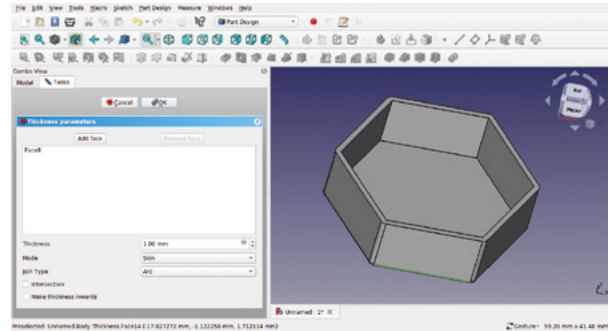 File Edit View Tools Macro Sketch Part Design Measure Windows Help
Part Design
Combo View
Model Tasks
Cancel OK
Thickness parameters
Add face Remove face
Face8
Thickness 1.00 mm
Mode Skin
Join Type Arc
Intersection
Make thickness inwards
Unnamed : 1*
Preselected: Unnamed.Body.Thickness.Face14 (-17.827272 mm, -1.122258 mm, 1.712114 mm) Gesture 59.20 mm x 41.48 mm